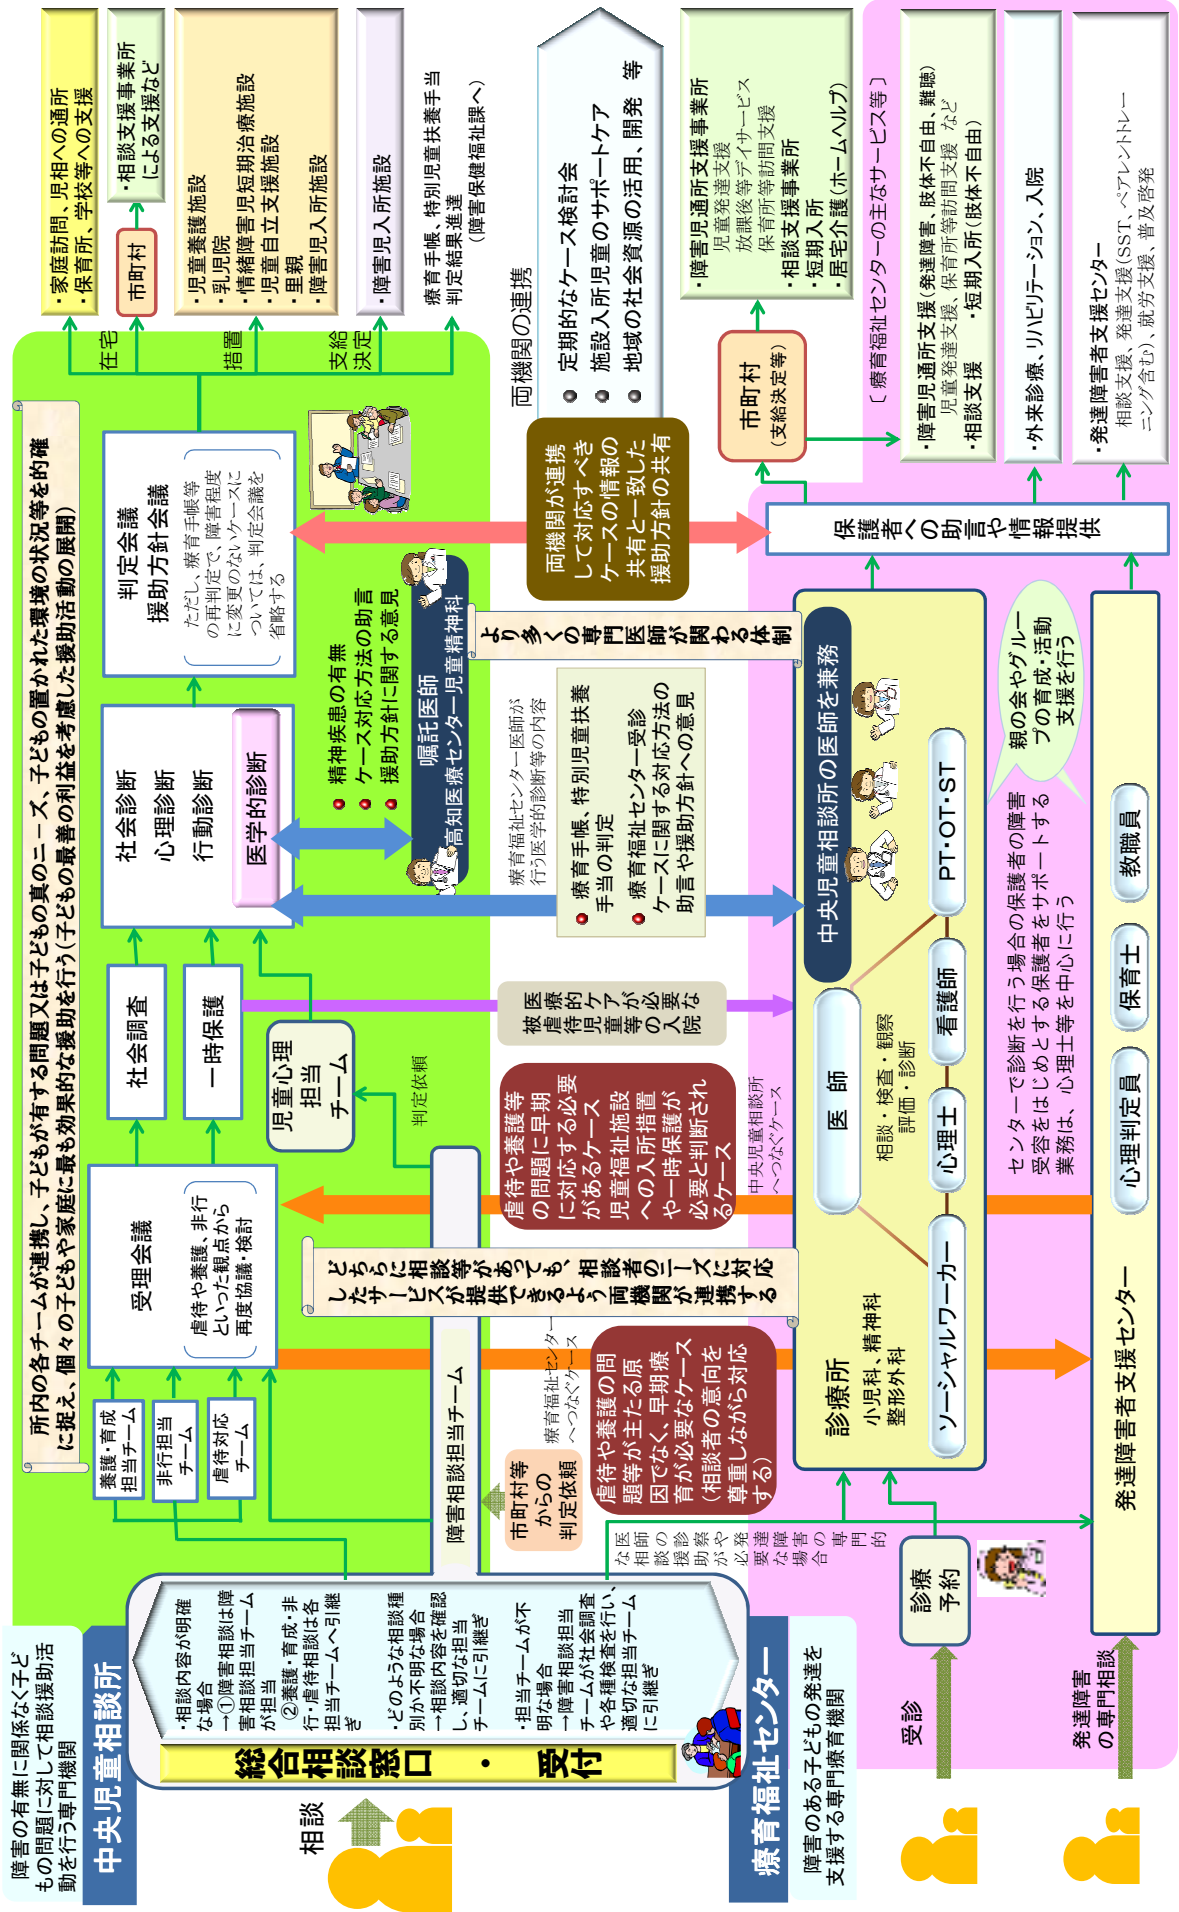 障害の有無に関係なく子ど
もの問題に対して相談援助活
動を行う専門機関
中央児童相談所
所内の各チームが連携し、子どもが有する問題又は子どもの真のニーズ、子どもの置かれた環境の状況等を的確
に捉え、個々の子どもや家庭に最も効果的な援助を行う(子どもの最善の利益を考慮した援助活動の展開)
相談
総合相談窓口・受付
・相談内容が明確
な場合
→①障害相談は障
害相談担当チーム
が担当
②養護・育成・非
行・虐待相談は各
担当チームへ引継
ぎ
・どのような相談種
別か不明な場合
→相談内容を確認
し、適切な担当
チームに引継ぎ
・担当チームが不
明な場合
→障害相談担当
チームが社会調査
や各種検査を行い、
適切な担当チーム
に引継ぎ
養護・育成
担当チーム
非行担当
チーム
虐待対応
チーム
障害相談担当チーム
市町村等
からの
判定依頼
受理会議
虐待や養護、非行
といった観点から
再度協議・検討
社会調査
一時保護
児童心理
担当
チーム
判定依頼
社会診断
心理診断
行動診断
医学的診断
判定会議
援助方針会議
ただし、療育手帳等
の再判定で、障害程度
に変更のないケースに
ついては、判定会議を
省略する
精神疾患の有無
ケース対応方法の助言
援助方針に関する意見
嘱託医師
高知医療センター児童精神科
在宅
措置
支給
決定
・家庭訪問、児相への通所
・保育所、学校等への支援
市町村
・相談支援事業所
による支援など
・児童養護施設
・乳児院
・情緒障害児短期治療施設
・児童自立支援施設
・里親
・障害児入所施設
・障害児入所施設
療育手帳、特別児童扶養手当
判定結果進達
(障害保健福祉課へ)
療育福祉センター
へつなぐケース
虐待や養護の問
題等が主たる原
因でなく、早期療
育が必要なケース
(相談者の意向を
尊重しながら対応
する)
どちらに相談等があっても、相談者のニーズに対応
したサービスが提供できるよう両機関が連携する
虐待や養護等
の問題に早期
に対応する必要
があるケース
児童福祉施設
への入所措置
や一時保護が
必要と判断され
るケース
中央児童相談所
へつなぐケース
医療的ケアが必要な
被虐待児童等の入院
療育福祉センター医師が
行う医学的診断等の内容
療育手帳、特別児童扶養
手当の判定
療育福祉センター受診
ケースに関する対応方法の
助言や援助方針への意見
より多くの専門医師が関わる体制
両機関が連携
して対応すべき
ケースの情報の
共有と一致した
援助方針の共有
両機関の連携
定期的なケース検討会
施設入所児童のサポートケア
地域の社会資源の活用、開発 等
療育福祉センター
障害のある子どもの発達を
支援する専門療育機関
医師の診察や発達障害の専門的
な相談援助が必要な場合
受診
診療
予約
発達障害
の専門相談
診療所
小児科、精神科
整形外科
医師
中央児童相談所の医師を兼務
相談・検査・観察
評価・診断
ソーシャルワーカー
心理士
看護師
PT・OT・ST
センターで診断を行う場合の保護者の障害
受容をはじめとする保護者をサポートする
業務は、心理士等を中心に行う
親の会やグルー
プの育成・活動
支援を行う
発達障害者支援センター
心理判定員
保育士
教職員
保護者への助言や情報
提供
市町村
(支給決定等)
・障害児通所支援事業所
児童発達支援
放課後等デイサービス
保育所等訪問支援
・相談支援事業所
・短期入所
・居宅介護(ホームヘルプ)
〔療育福祉センターの主なサービス等〕
・障害児通所支援(発達障害、肢体不自由、難聴)
児童発達支援、保育所等訪問支援 など
・相談支援 ・短期入所(肢体不自由)
・外来診療、リハビリテーション、入院
・発達障害者支援センター
相談支援、発達支援(SST、ペアレントトレー
ニング含む)、就労支援、普及啓発